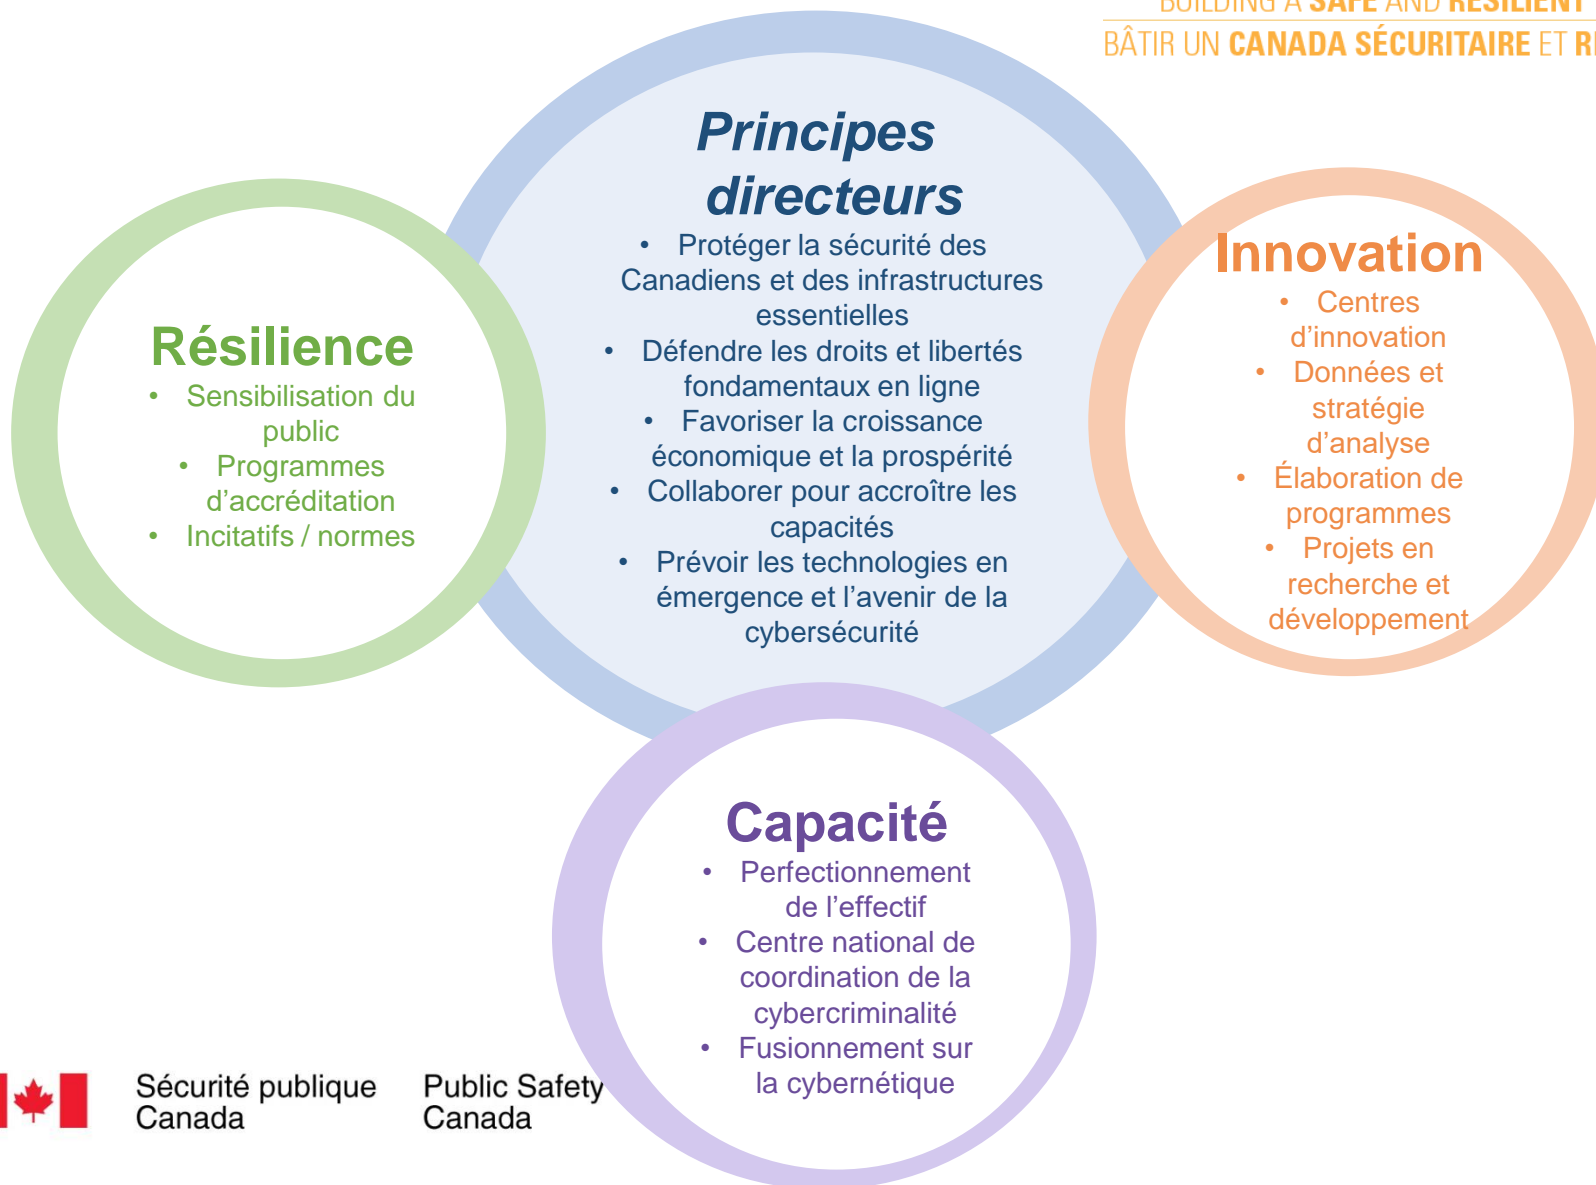 BUILDING A SAFE AND RESILIENT
BÂTIR UN CANADA SÉCURITAIRE ET
Principes
directeurs
• Protéger la sécurité des
Canadiens et des infrastructures
essentielles
• Défendre les droits et libertés
fondamentaux en ligne
• Favoriser la croissance
économique et la prospérité
• Collaborer pour accroître les
capacités
• Prévoir les technologies en
émergence et l’avenir de la
cybersécurité
Résilience
• Sensibilisation du
public
• Programmes
d’accréditation
• Incitatifs / normes
Innovation
• Centres
d’innovation
• Données et
stratégie
d’analyse
• Élaboration de
programmes
• Projets en
recherche et
développement
Capacité
• Perfectionnement
de l’effectif
• Centre national de
coordination de la
cybercriminalité
• Fusionnement sur
la cybernétique
Sécurité publique
Canada
Public Safety
Canada